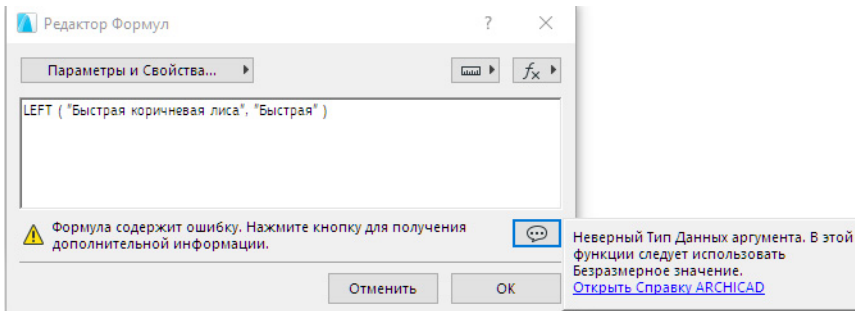 Редактор Формул
?
Параметры и Свойства...
fx
LEFT ( "Быстрая коричневая лиса", "Быстрая" )
Формула содержит ошибку. Нажмите кнопку для получения
дополнительной информации.
Неверный Тип Данных аргумента. В этой
функции следует использовать
Безразмерное значение.
Открыть Справку ARCHICAD
Отменить
OK